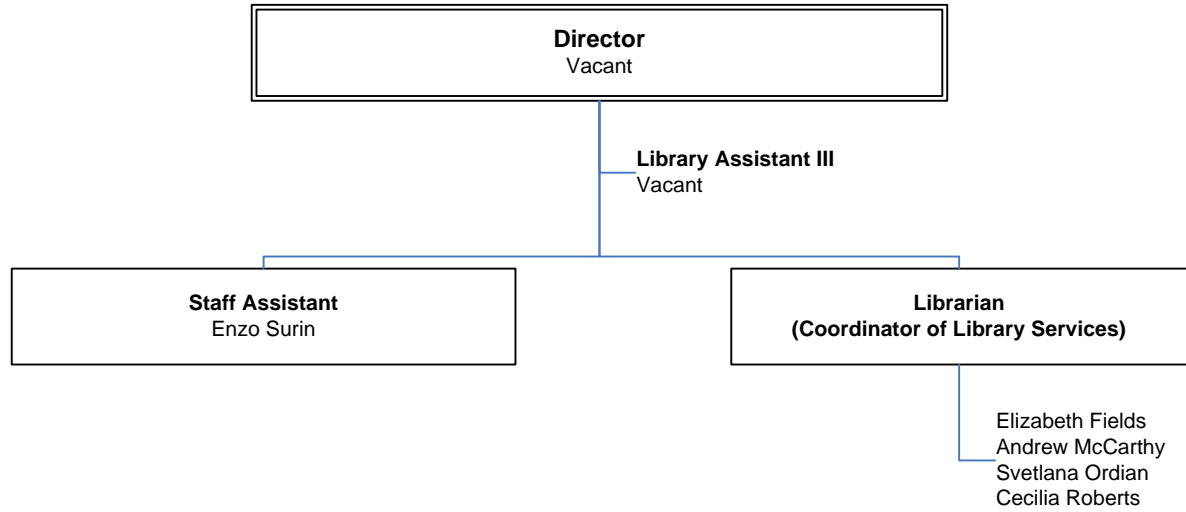 Director
Vacant
Library Assistant III
Vacant
Staff Assistant
Enzo Surin
Librarian
(Coordinator of Library Services)
Elizabeth Fields
Andrew McCarthy
Svetlana Ordian
Cecilia Roberts